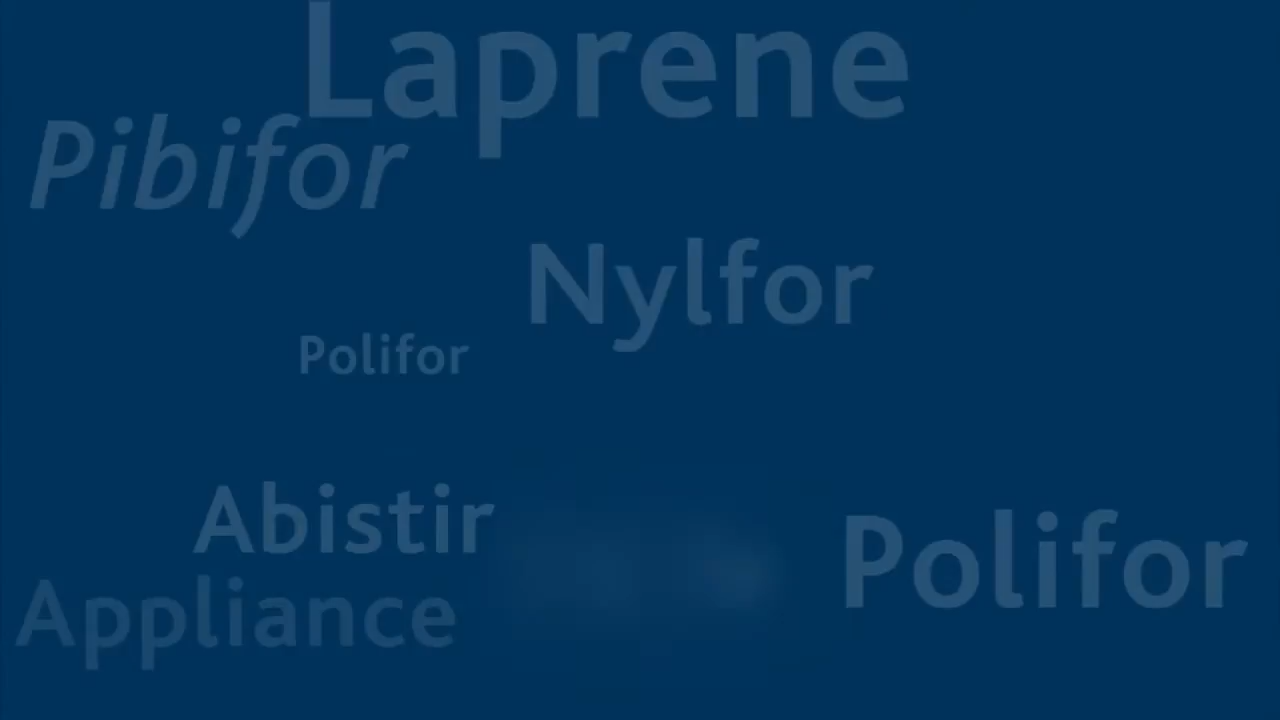 Laprene
Pibifor
Nylfor
Polifor
Abistir
Polifor
Appliance